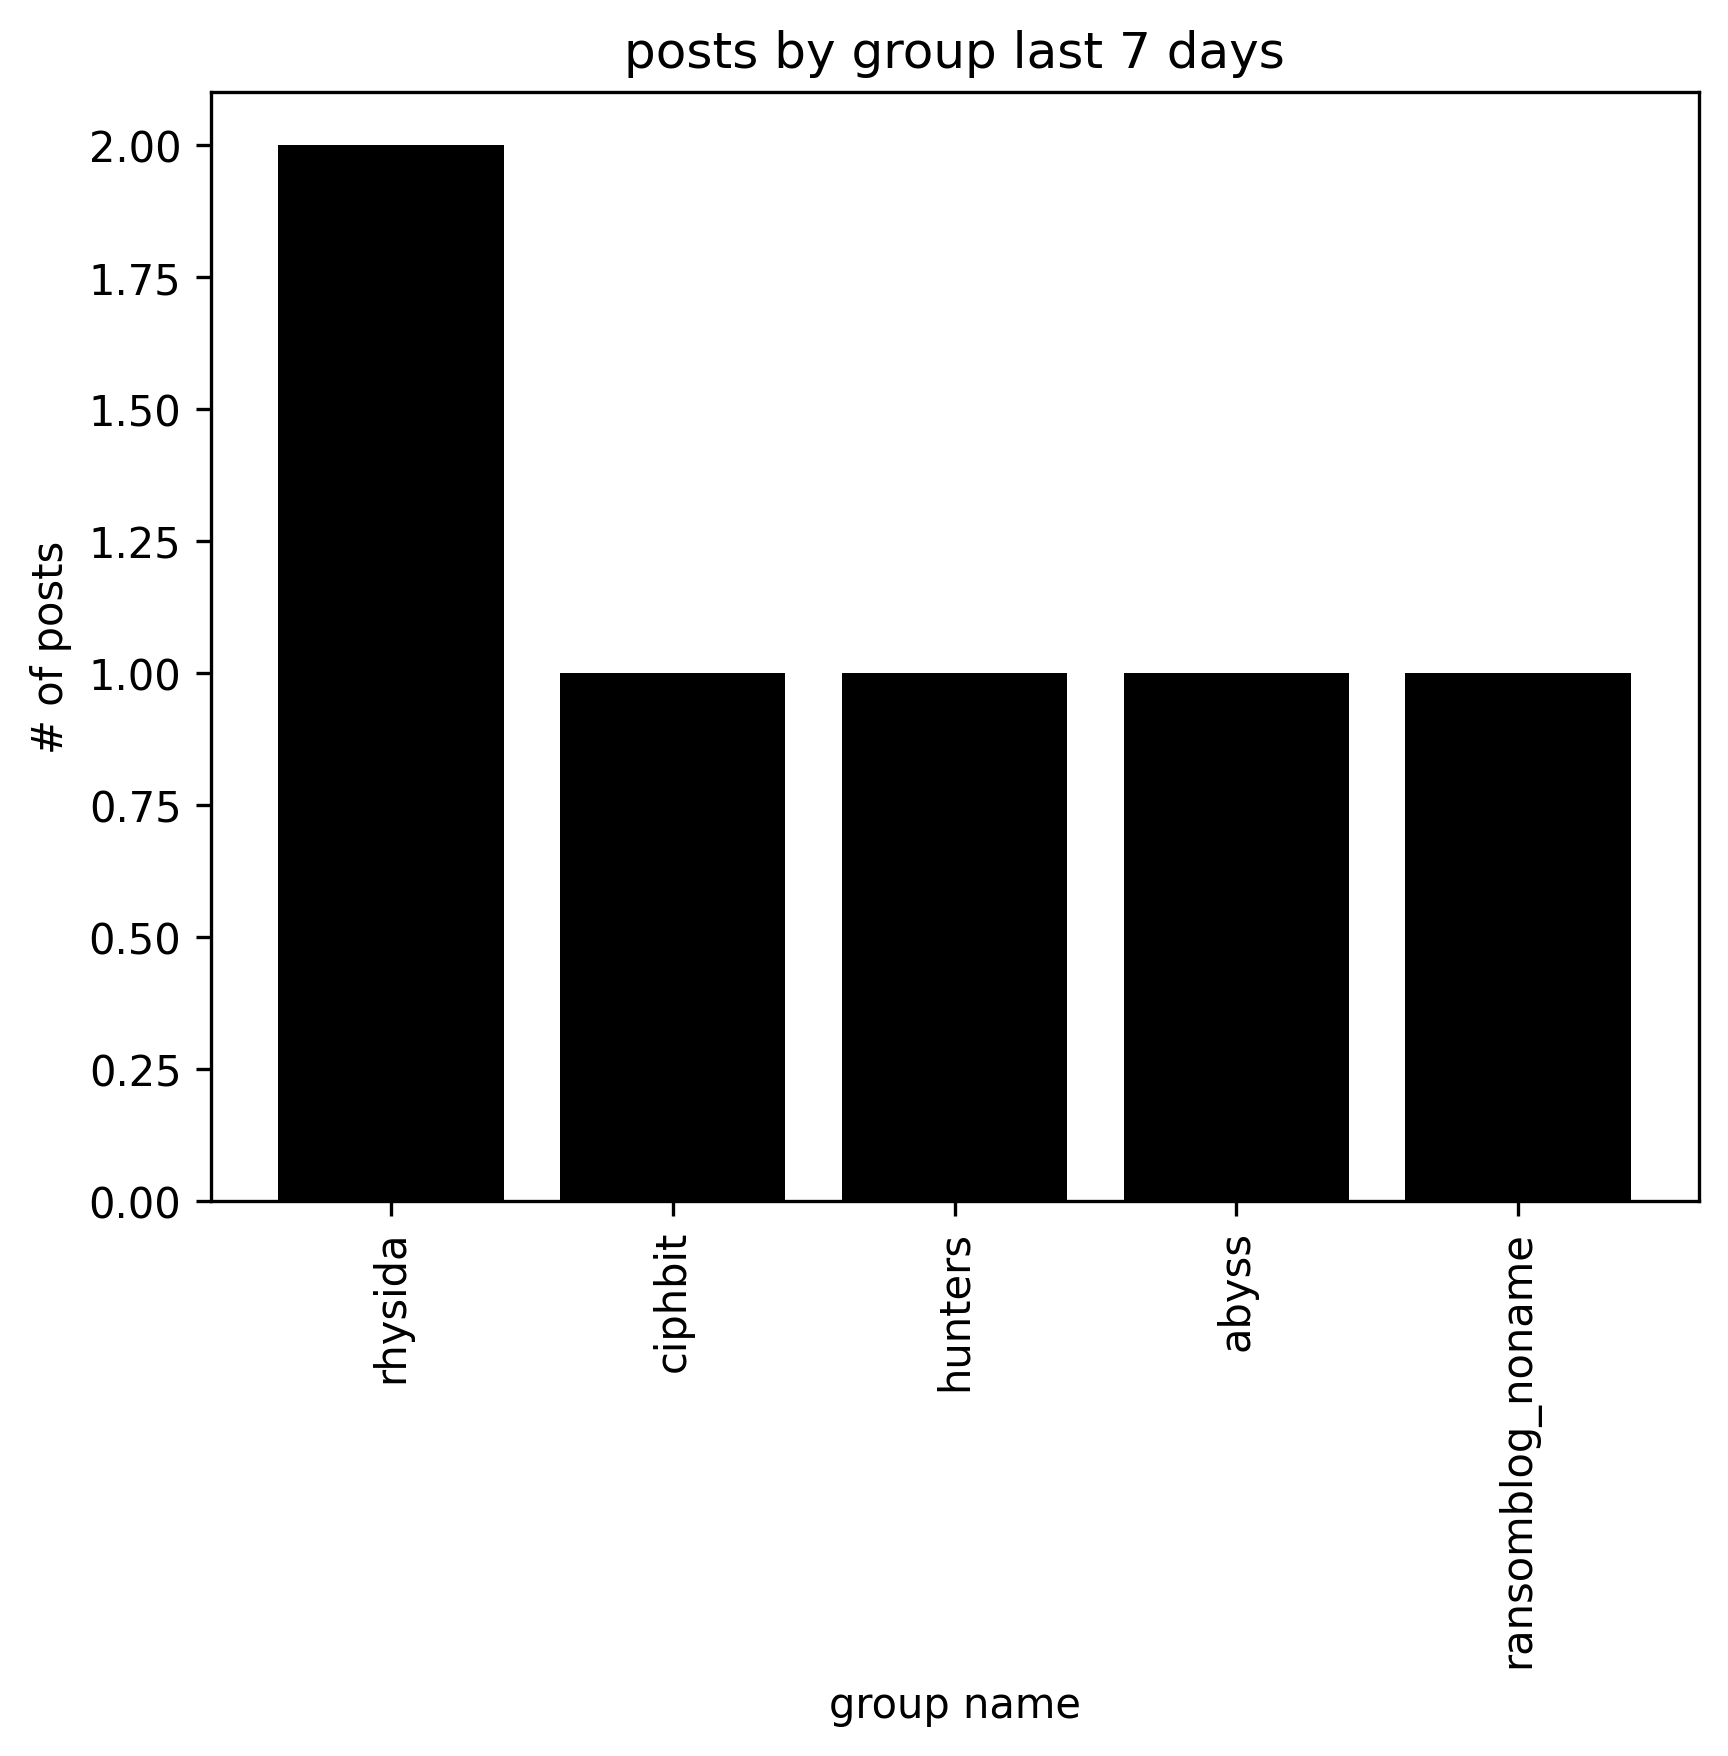 posts by group last 7 days
# of posts
2.00
1.75
1.50
1.25
1.00
0.75
0.50
0.25
0.00
rhysida
ciphbit
hunters
abyss
ransomblog_noname
group name